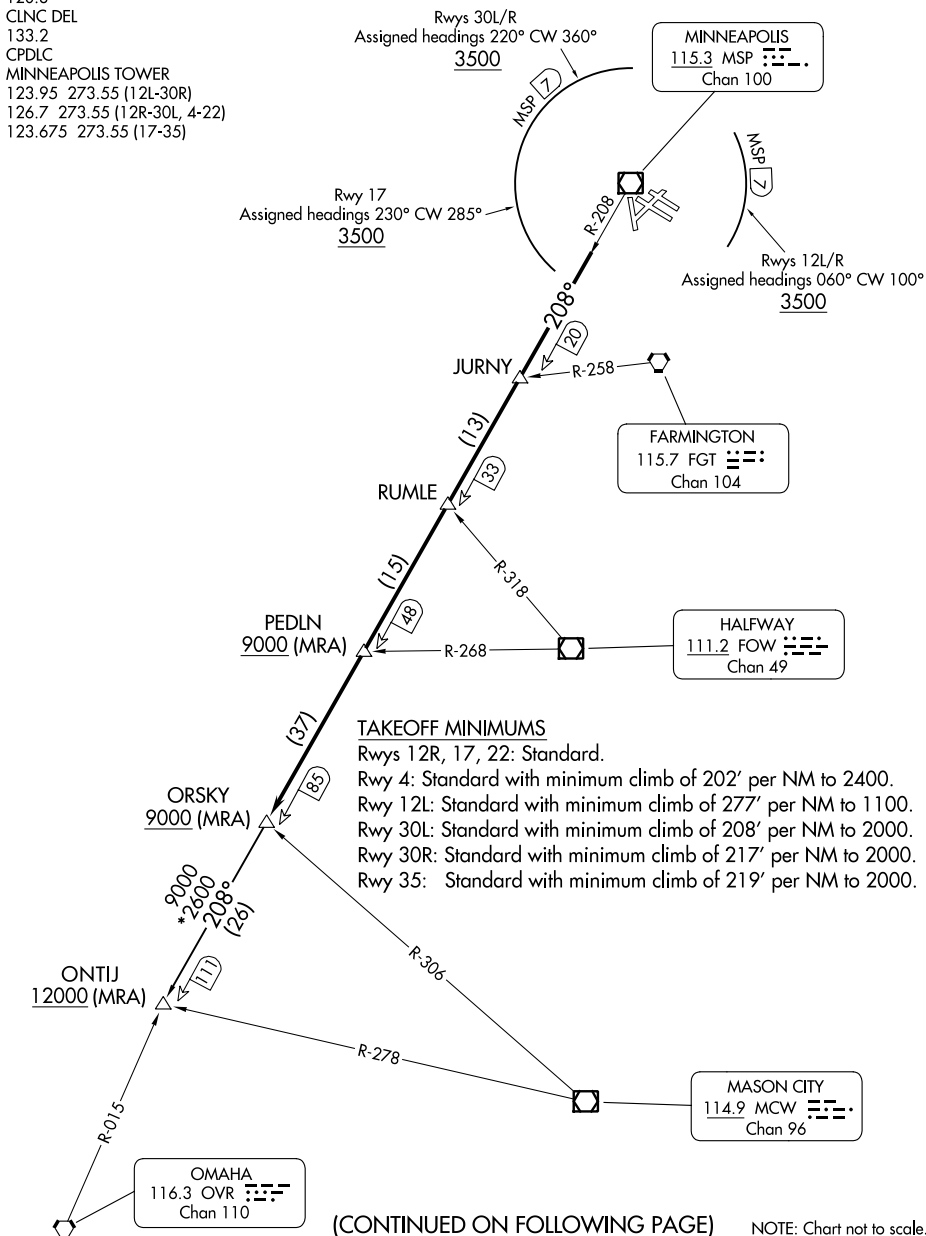 CLNC DEL
133.2
CPDLC
MINNEAPOLIS TOWER
123.95 273.55 (12L-30R)
126.7 273.55 (12R-30L, 4-22)
123.675 273.55 (17-35)
Rwys 30L/R
Assigned headings 220° CW 360°
3500
MINNEAPOLIS
115.3 MSP
Chan 100
MSP 7
MSP 7
Rwy 17
Assigned headings 230° CW 285°
3500
R-208
Rwys 12L/R
Assigned headings 060° CW 100°
3500
208°
20
JURNY
R-258
FARMINGTON
115.7 FGT
Chan 104
(13)
33
RUMLE
R-318
(15)
48
PEDLN
9000 (MRA)
R-268
HALFWAY
111.2 FOW
Chan 49
(37)
TAKEOFF MINIMUMS
Rwys 12R, 17, 22: Standard.
Rwy 4: Standard with minimum climb of 202' per NM to 2400.
Rwy 12L: Standard with minimum climb of 277' per NM to 1100.
Rwy 30L: Standard with minimum climb of 208' per NM to 2000.
Rwy 30R: Standard with minimum climb of 217' per NM to 2000.
Rwy 35: Standard with minimum climb of 219' per NM to 2000.
85
ORSKY
9000 (MRA)
9000
*2600
208°
(26)
R-306
111
ONTIJ
12000 (MRA)
R-278
R-015
MASON CITY
114.9 MCW
Chan 96
OMAHA
116.3 OVR
Chan 110
(CONTINUED ON FOLLOWING PAGE)
NOTE: Chart not to scale.